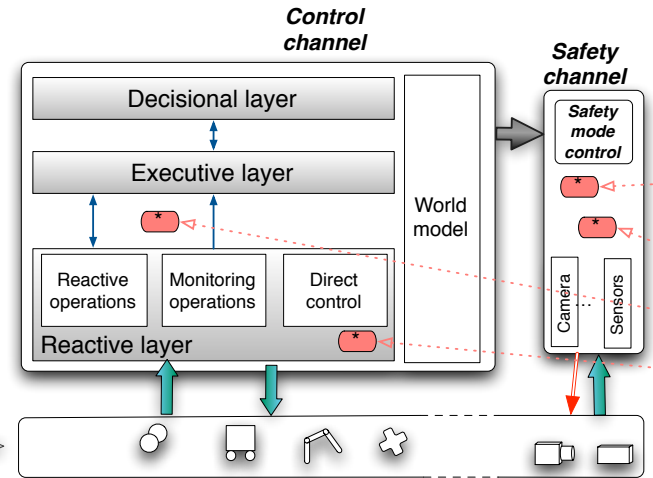 Control
channel
Safety
channel
Decisional layer
Safety
mode
control
Executive layer
*
*
*
World
model
Reactive
operations
Monitoring
operations
Direct
control
Camera
...
Sensors
*
Reactive layer